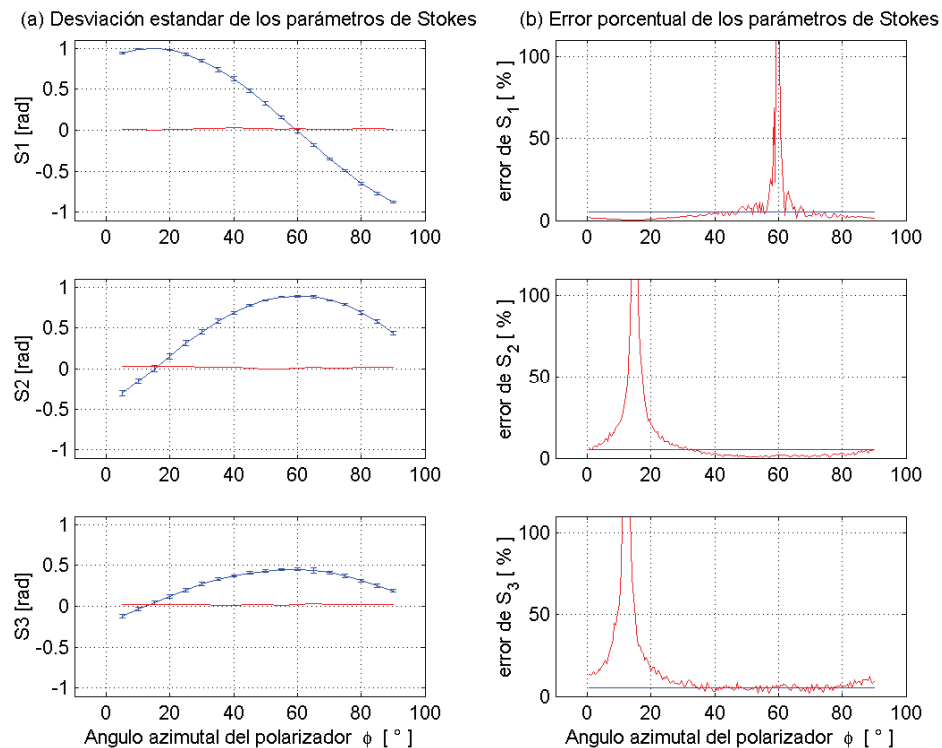 (a) Desviación estandar de los parámetros de Stokes
(b) Error porcentual de los parámetros de Stokes
S1 [rad]
1
0.5
0
-0.5
-1
0 20 40 60 80 100
error de S1 [ % ]
100
50
0
0 20 40 60 80 100
S2 [rad]
1
0.5
0
-0.5
-1
0 20 40 60 80 100
error de S2 [ % ]
100
50
0
0 20 40 60 80 100
S3 [rad]
1
0.5
0
-0.5
-1
0 20 40 60 80 100
Angulo azimutal del polarizador ϕ [ ° ]
error de S3 [ % ]
100
50
0
0 20 40 60 80 100
Angulo azimutal del polarizador ϕ [ ° ]